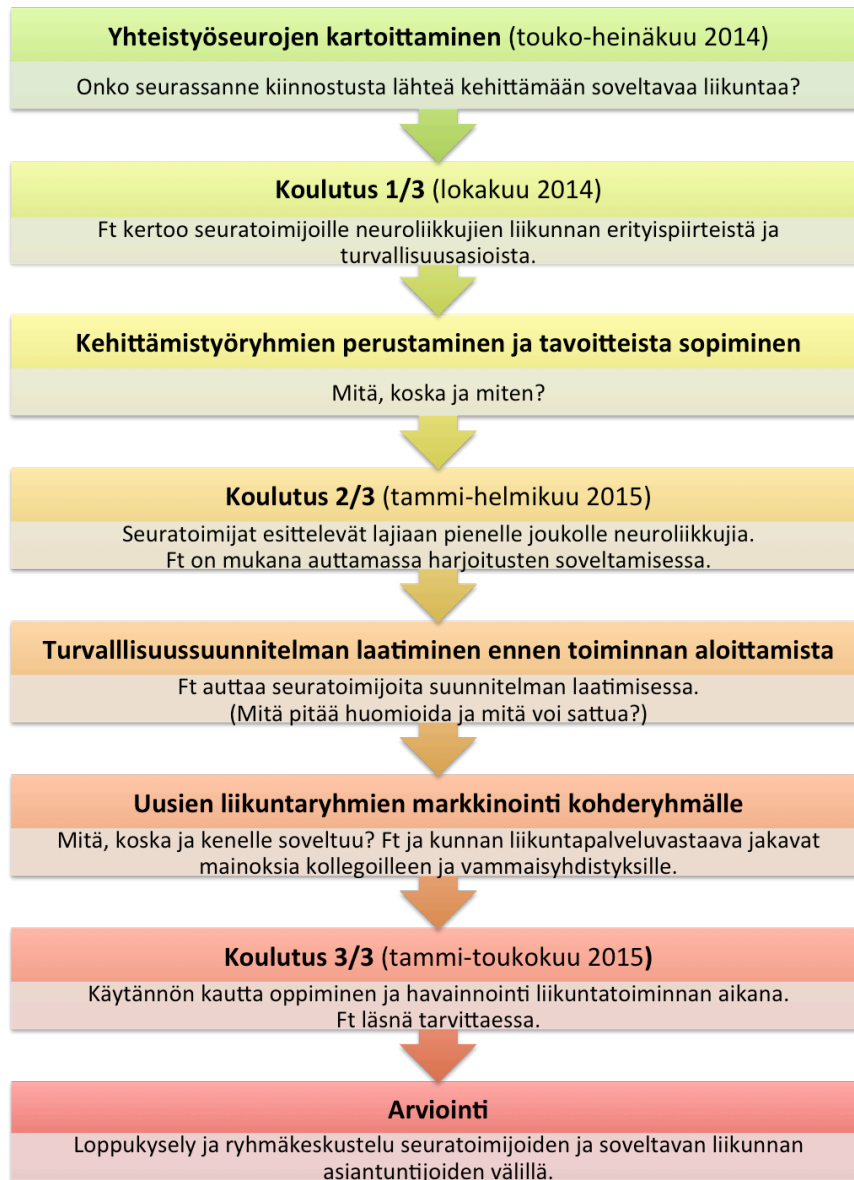 Yhteistyöseurojen kartoittaminen (touko-heinäkuu 2014)
Onko seurassanne kiinnostusta lähteä kehittämään soveltavaa liikuntaa?
Koulutus 1/3 (lokakuu 2014)
Ft kertoo seuratoimijoille neuroliikkujien liikunnan erityispiirteistä ja
turvallisuusasioista.
Kehittämistyöryhmien perustaminen ja tavoitteista sopiminen
Mitä, koska ja miten?
Koulutus 2/3 (tammi-helmikuu 2015)
Seuratoimijat esittelevät lajiaan pienelle joukolle neuroliikkujia.
Ft on mukana auttamassa harjoitusten soveltamisessa.
Turvalllisuussuunnitelman laatiminen ennen toiminnan aloittamista
Ft auttaa seuratoimijoita suunnitelman laatimisessa.
(Mitä pitää huomioida ja mitä voi sattua?)
Uusien liikuntaryhmien markkinointi kohderyhmälle
Mitä, koska ja kenelle soveltuu? Ft ja kunnan liikuntapalveluvastaava jakavat
mainoksia kollegoilleen ja vammaisyhdistyksille.
Koulutus 3/3 (tammi-toukokuu 2015)
Käytännön kautta oppiminen ja havainnointi liikuntatoiminnan aikana.
Ft läsnä tarvittaessa.
Arviointi
Loppukysely ja ryhmäkeskustelu seuratoimijoiden ja soveltavan liikunnan
asiantuntijoiden välillä.